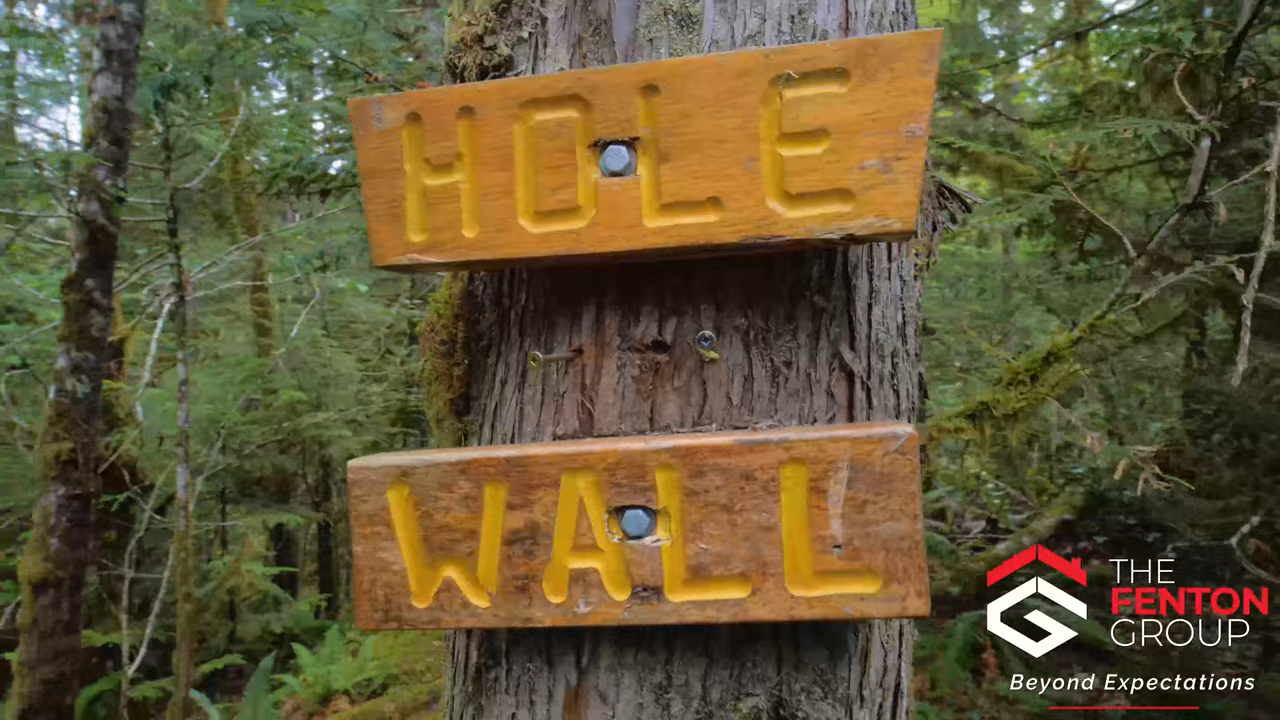 HOLE
WALL
THE
FENTON
GROUP
Beyond Expectations